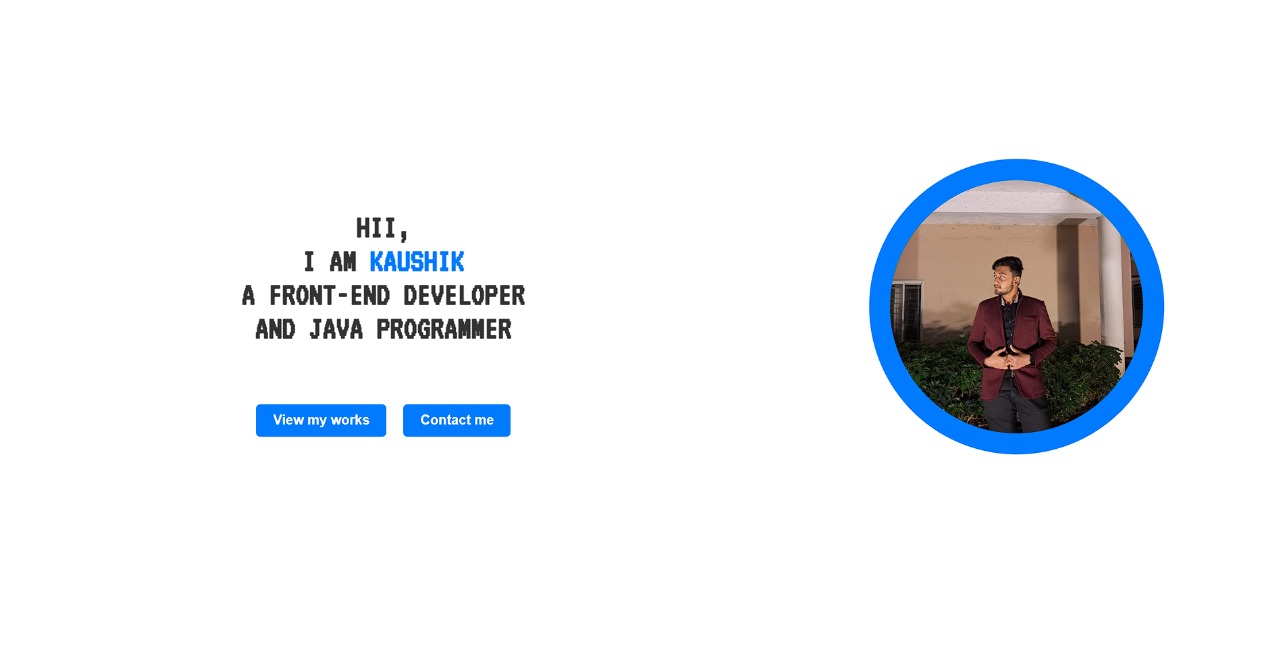 HII,
I AM KAUSHIK
A FRONT-END DEVELOPER
AND JAVA PROGRAMMER
View my works
Contact me